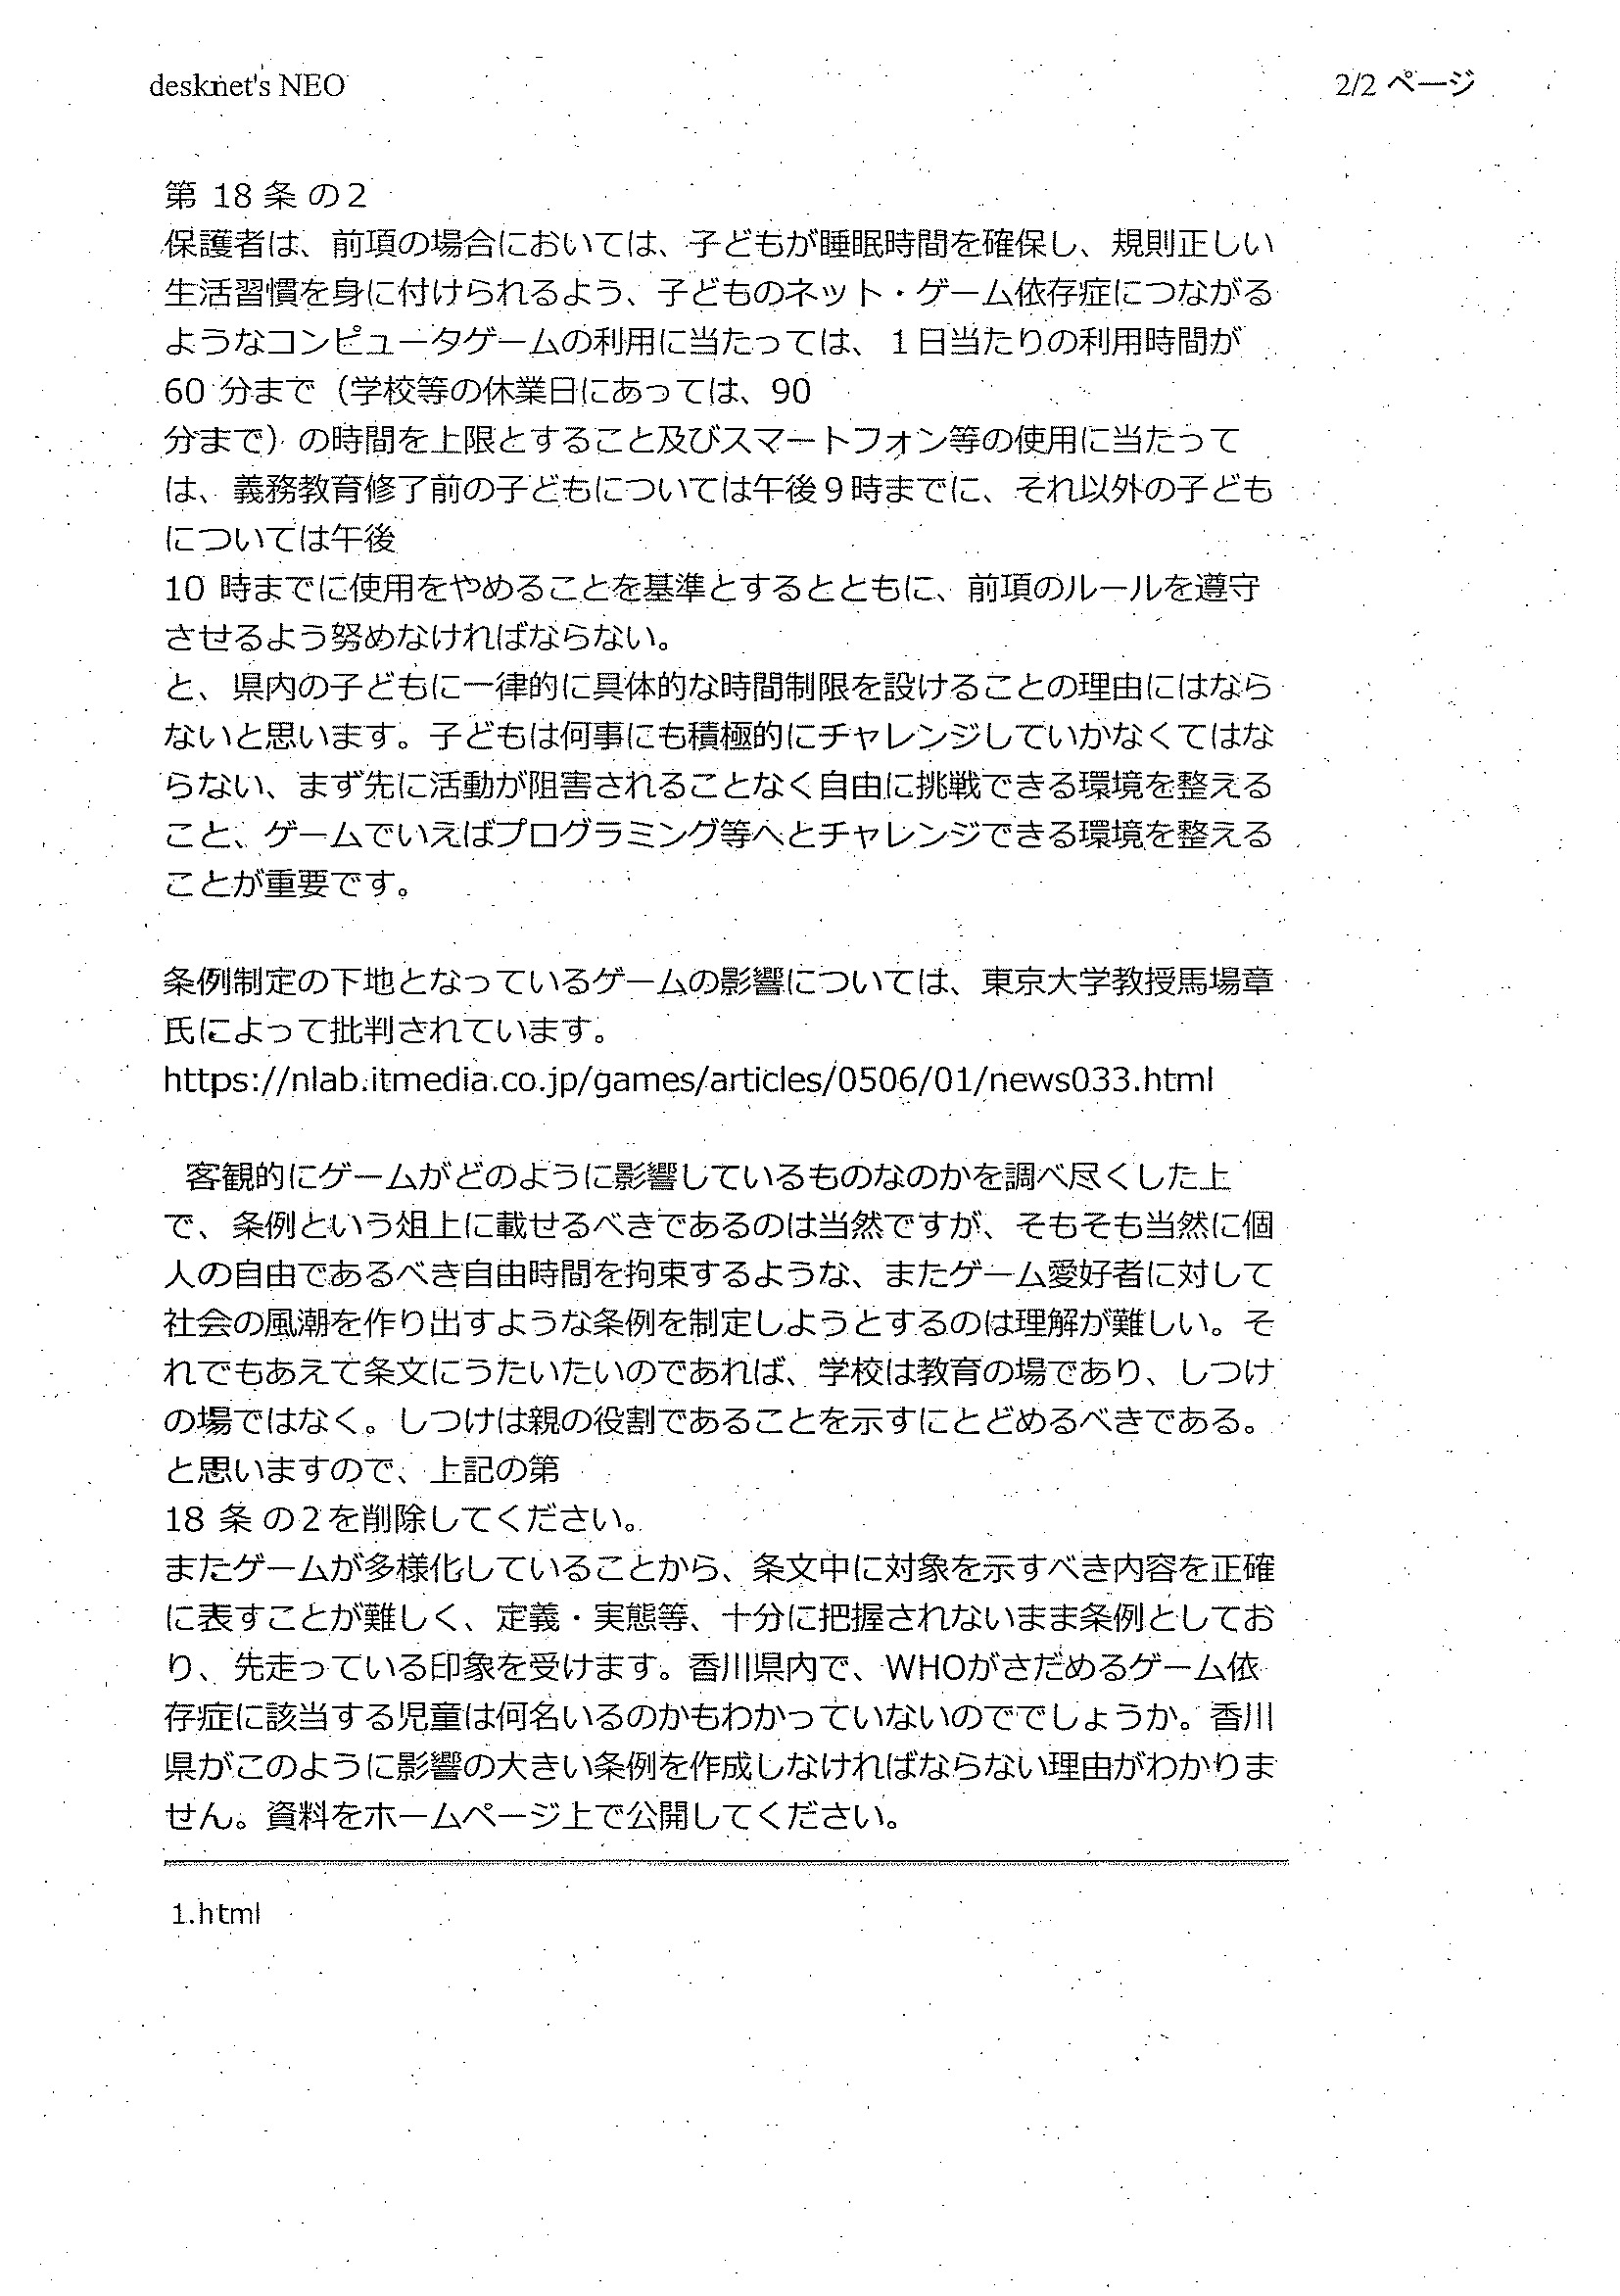 desknet's NEO
2/2 ページ
第 18 条 の２
保護者は、前項の場合においては、子どもが睡眠時間を確保し、規則正しい
生活習慣を身に付けられるよう、子どものネット・ゲーム依存症につながる
ようなコンピュータゲームの利用に当たっては、１日当たりの利用時間が
60 分まで（学校等の休業日にあっては、90
分まで）の時間を上限とすること及びスマートフォン等の使用に当たって
は、義務教育修了前の子どもについては午後９時までに、それ以外の子ども
については午後
10 時までに使用をやめることを基準とするとともに、前項のルールを遵守
させるよう努めなければならない。
と、県内の子どもに一律的に具体的な時間制限を設けることの理由にはなら
ないと思います。子どもは何事にも積極的にチャレンジしていかなくてはな
らない、まず先に活動が阻害されることなく自由に挑戦できる環境を整える
こと、ゲームでいえばプログラミング等へとチャレンジできる環境を整える
ことが重要です。
条例制定の下地となっているゲームの影響については、東京大学教授馬場章
氏によって批判されています。
https://nlab.itmedia.co.jp/games/articles/0506/01/news033.html
客観的にゲームがどのように影響しているものなのかを調べ尽くした上
で、条例という俎上に載せるべきであるのは当然ですが、そもそも当然に個
人の自由であるべき自由時間を拘束するような、またゲーム愛好者に対して
社会の風潮を作り出すような条例を制定しようとするのは理解が難しい。そ
れでもあえて条文にうたいたいのであれば、学校は教育の場であり、しつけ
の場ではなく。しつけは親の役割であることを示すにとどめるべきである。
と思いますので、上記の第
18 条 の２を削除してください。
またゲームが多様化していることから、条文中に対象を示すべき内容を正確
に表すことが難しく、定義・実態等、十分に把握されないまま条例としてお
り、先走っている印象を受けます。香川県内で、WHOがさだめるゲーム依
存症に該当する児童は何名いるのかもわかっていないのででしょうか。香川
県がこのように影響の大きい条例を作成しなければならない理由がわかりま
せん。資料をホームページ上で公開してください。
1.html